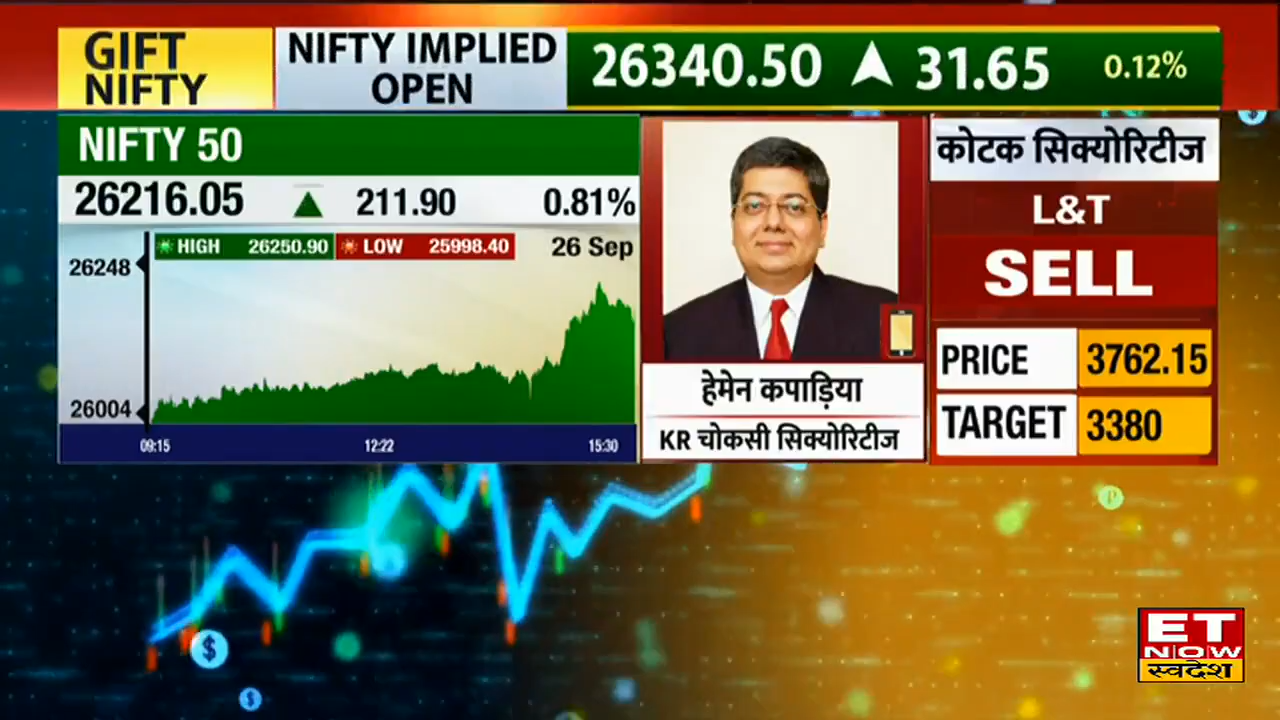 GIFT
NIFTY
NIFTY IMPLIED
OPEN
26340.50 31.65 0.12%
NIFTY 50
26216.05 211.90 0.81%
HIGH 26250.90 LOW 25998.40 26 Sep
26248
26004
09:15 12:22 15:30
हेमेन कपाड़िया
KR चोकसी सिक्योरिटीज
कोटक सिक्योरिटीज
L&T
SELL
PRICE 3762.15
TARGET 3380
$
$
ET
NOW
स्वदेश